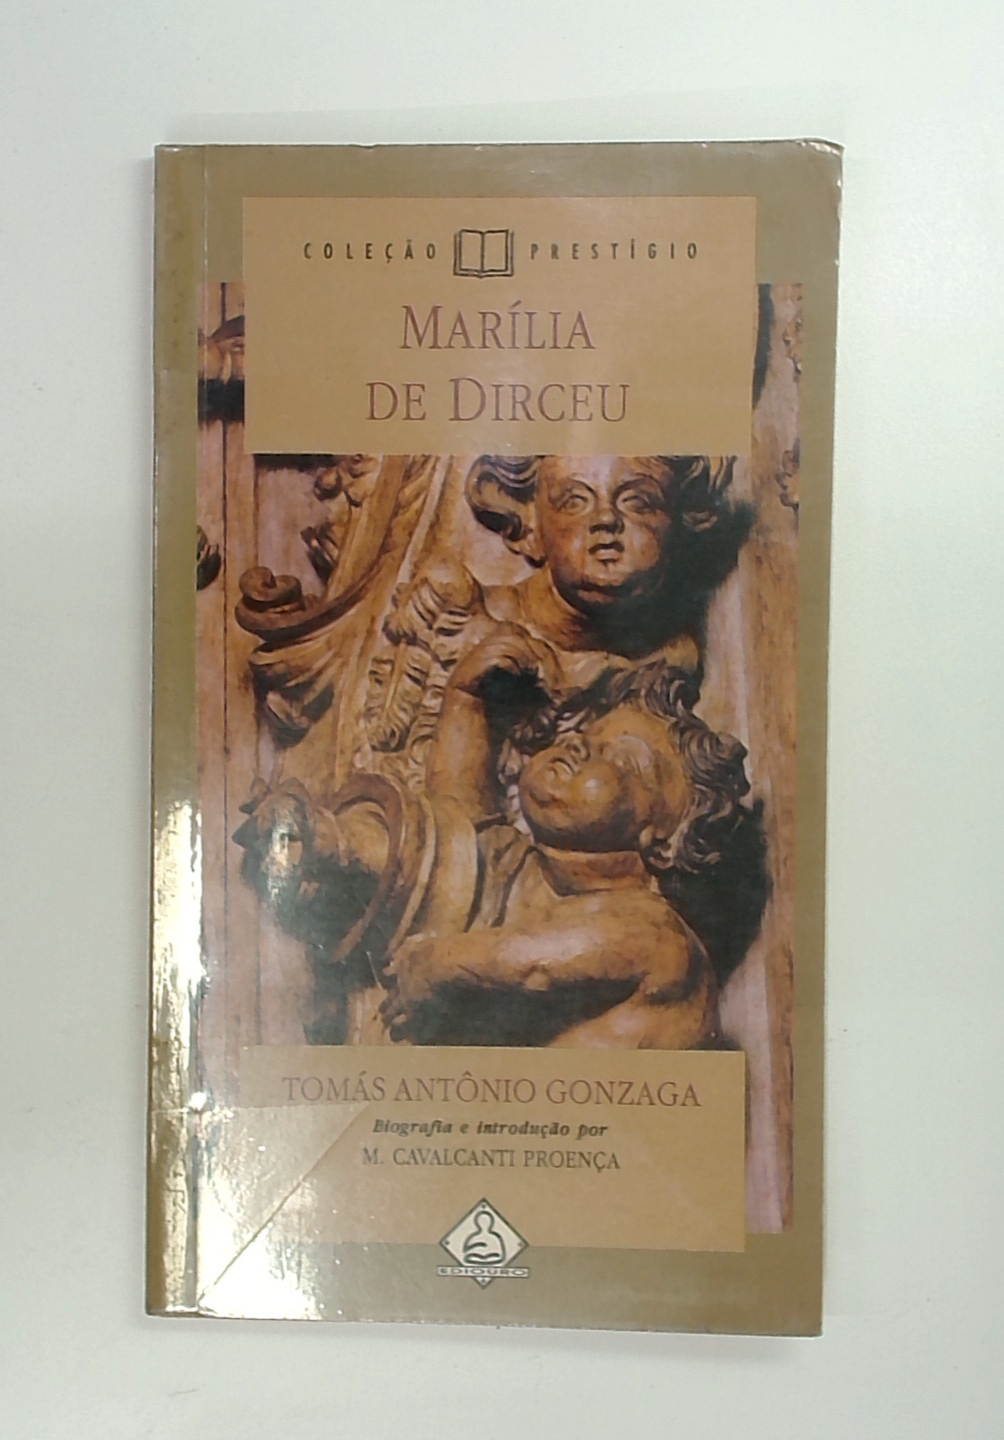 COLEÇÃO PRESTÍGIO
MARÍLIA
DE DIRCEU
TOMÁS ANTÔNIO GONZAGA
Biografia e introdução por
M. CAVALCANTI PROENÇA
EDIOURO